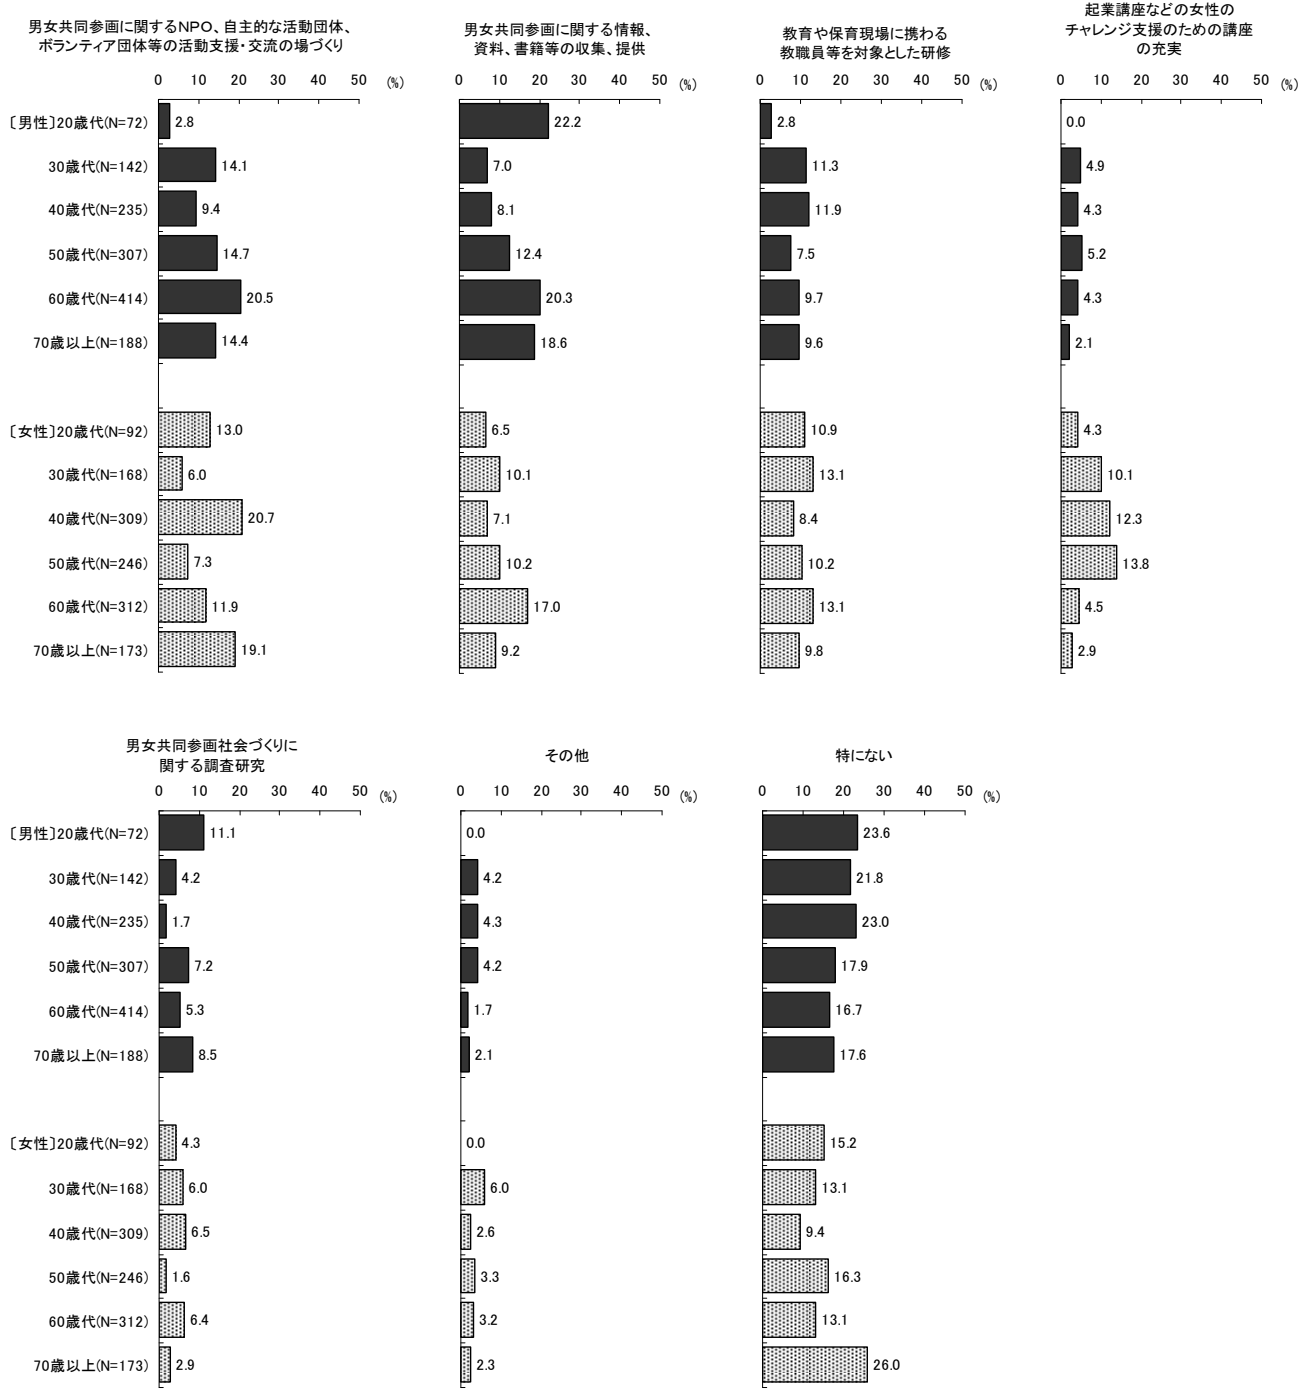 男女共同参画に関するNPO、自主的な活動団体、
ボランティア団体等の活動支援・交流の場づくり
男女共同参画に関する情報、
資料、書籍等の収集、提供
教育や保育現場に携わる
教職員等を対象とした研修
起業講座などの女性の
チャレンジ支援のための講座
の充実
0 10 20 30 40 50 (%)
0 10 20 30 40 50 (%)
0 10 20 30 40 50 (%)
0 10 20 30 40 50 (%)
〔男性〕20歳代(N=72) 2.8 22.2 2.8 0.0
30歳代(N=142) 14.1 7.0 11.3 4.9
40歳代(N=235) 9.4 8.1 11.9 4.3
50歳代(N=307) 14.7 12.4 7.5 5.2
60歳代(N=414) 20.5 20.3 9.7 4.3
70歳以上(N=188) 14.4 18.6 9.6 2.1
〔女性〕20歳代(N=92) 13.0 6.5 10.9 4.3
30歳代(N=168) 6.0 10.1 13.1 10.1
40歳代(N=309) 20.7 7.1 8.4 12.3
50歳代(N=246) 7.3 10.2 10.2 13.8
60歳代(N=312) 11.9 17.0 13.1 4.5
70歳以上(N=173) 19.1 9.2 9.8 2.9
男女共同参画社会づくりに
関する調査研究
その他
特にない
0 10 20 30 40 50 (%)
0 10 20 30 40 50 (%)
0 10 20 30 40 50 (%)
〔男性〕20歳代(N=72) 11.1 0.0 23.6
30歳代(N=142) 4.2 4.2 21.8
40歳代(N=235) 1.7 4.3 23.0
50歳代(N=307) 7.2 4.2 17.9
60歳代(N=414) 5.3 1.7 16.7
70歳以上(N=188) 8.5 2.1 17.6
〔女性〕20歳代(N=92) 4.3 0.0 15.2
30歳代(N=168) 6.0 6.0 13.1
40歳代(N=309) 6.5 2.6 9.4
50歳代(N=246) 1.6 3.3 16.3
60歳代(N=312) 6.4 3.2 13.1
70歳以上(N=173) 2.9 2.3 26.0